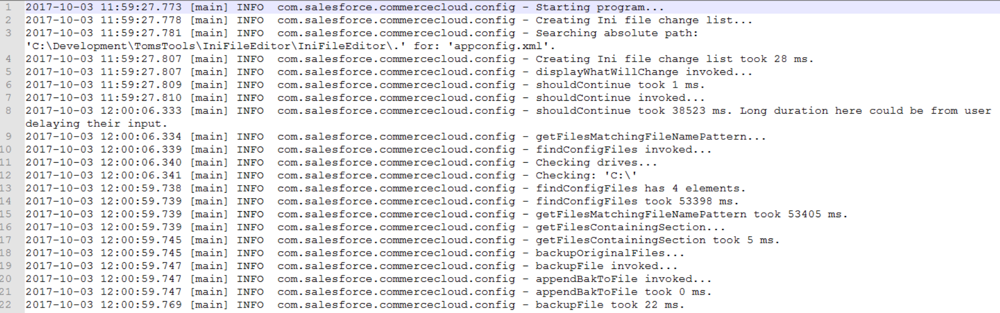 1 2017-10-03 11:59:27.773 [main] INFO  com.salesforce.commercecloud.config - Starting program...
2 2017-10-03 11:59:27.778 [main] INFO  com.salesforce.commercecloud.config - Creating Ini file change list...
3 2017-10-03 11:59:27.781 [main] INFO  com.salesforce.commercecloud.config - Searching absolute path:
'C:\Development\TomsTools\IniFileEditor\IniFileEditor\.' for: 'appconfig.xml'.
4 2017-10-03 11:59:27.807 [main] INFO  com.salesforce.commercecloud.config - Creating Ini file change list took 28 ms.
5 2017-10-03 11:59:27.807 [main] INFO  com.salesforce.commercecloud.config - displayWhatWillChange invoked...
6 2017-10-03 11:59:27.809 [main] INFO  com.salesforce.commercecloud.config - shouldContinue took 1 ms.
7 2017-10-03 11:59:27.810 [main] INFO  com.salesforce.commercecloud.config - shouldContinue invoked...
8 2017-10-03 12:00:06.333 [main] INFO  com.salesforce.commercecloud.config - shouldContinue took 38523 ms. Long duration here could be from user
delaying their input.
9 2017-10-03 12:00:06.334 [main] INFO  com.salesforce.commercecloud.config - getFilesMatchingFileNamePattern...
10 2017-10-03 12:00:06.339 [main] INFO  com.salesforce.commercecloud.config - findConfigFiles invoked...
11 2017-10-03 12:00:06.340 [main] INFO  com.salesforce.commercecloud.config - Checking drives...
12 2017-10-03 12:00:06.341 [main] INFO  com.salesforce.commercecloud.config - Checking: 'C:\'
13 2017-10-03 12:00:59.738 [main] INFO  com.salesforce.commercecloud.config - findConfigFiles has 4 elements.
14 2017-10-03 12:00:59.739 [main] INFO  com.salesforce.commercecloud.config - findConfigFiles took 53398 ms.
15 2017-10-03 12:00:59.739 [main] INFO  com.salesforce.commercecloud.config - getFilesMatchingFileNamePattern took 53405 ms.
16 2017-10-03 12:00:59.739 [main] INFO  com.salesforce.commercecloud.config - getFilesContainingSection...
17 2017-10-03 12:00:59.745 [main] INFO  com.salesforce.commercecloud.config - getFilesContainingSection took 5 ms.
18 2017-10-03 12:00:59.745 [main] INFO  com.salesforce.commercecloud.config - backupOriginalFiles...
19 2017-10-03 12:00:59.747 [main] INFO  com.salesforce.commercecloud.config - backupFile invoked...
20 2017-10-03 12:00:59.747 [main] INFO  com.salesforce.commercecloud.config - appendBakToFile invoked...
21 2017-10-03 12:00:59.747 [main] INFO  com.salesforce.commercecloud.config - appendBakToFile took 0 ms.
22 2017-10-03 12:00:59.769 [main] INFO  com.salesforce.commercecloud.config - backupFile took 22 ms.